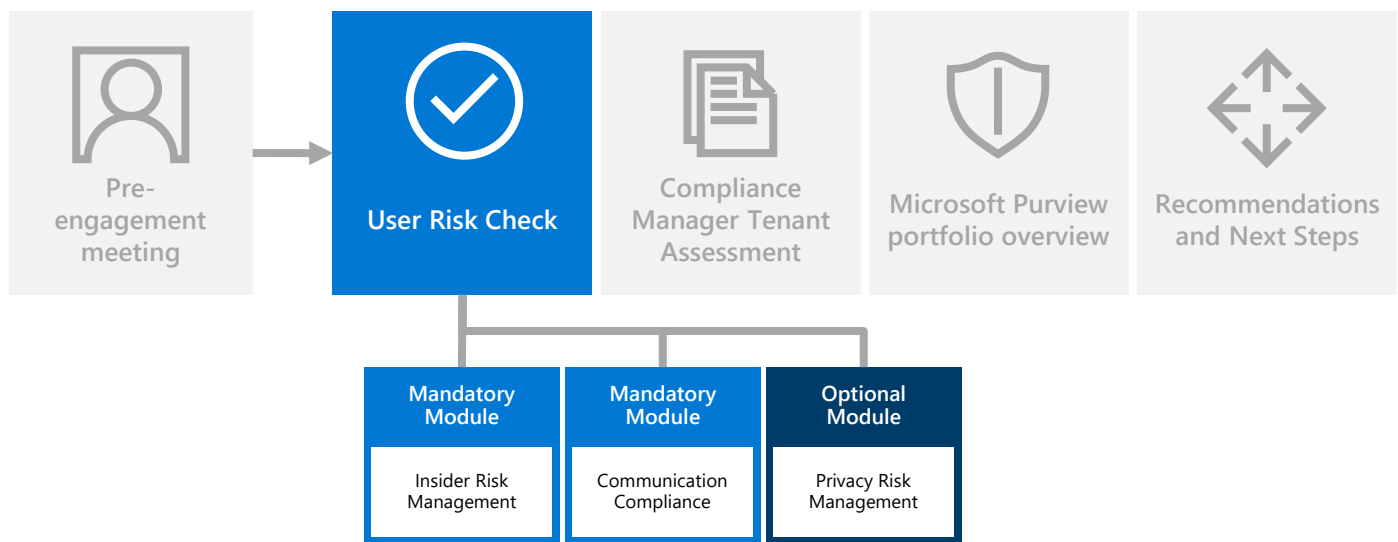 Pre-
engagement
meeting
User Risk Check
Compliance
Manager Tenant
Assessment
Microsoft Purview
portfolio overview
Recommendations
and Next Steps
Mandatory
Module
Insider Risk
Management
Mandatory
Module
Communication
Compliance
Optional
Module
Privacy Risk
Management